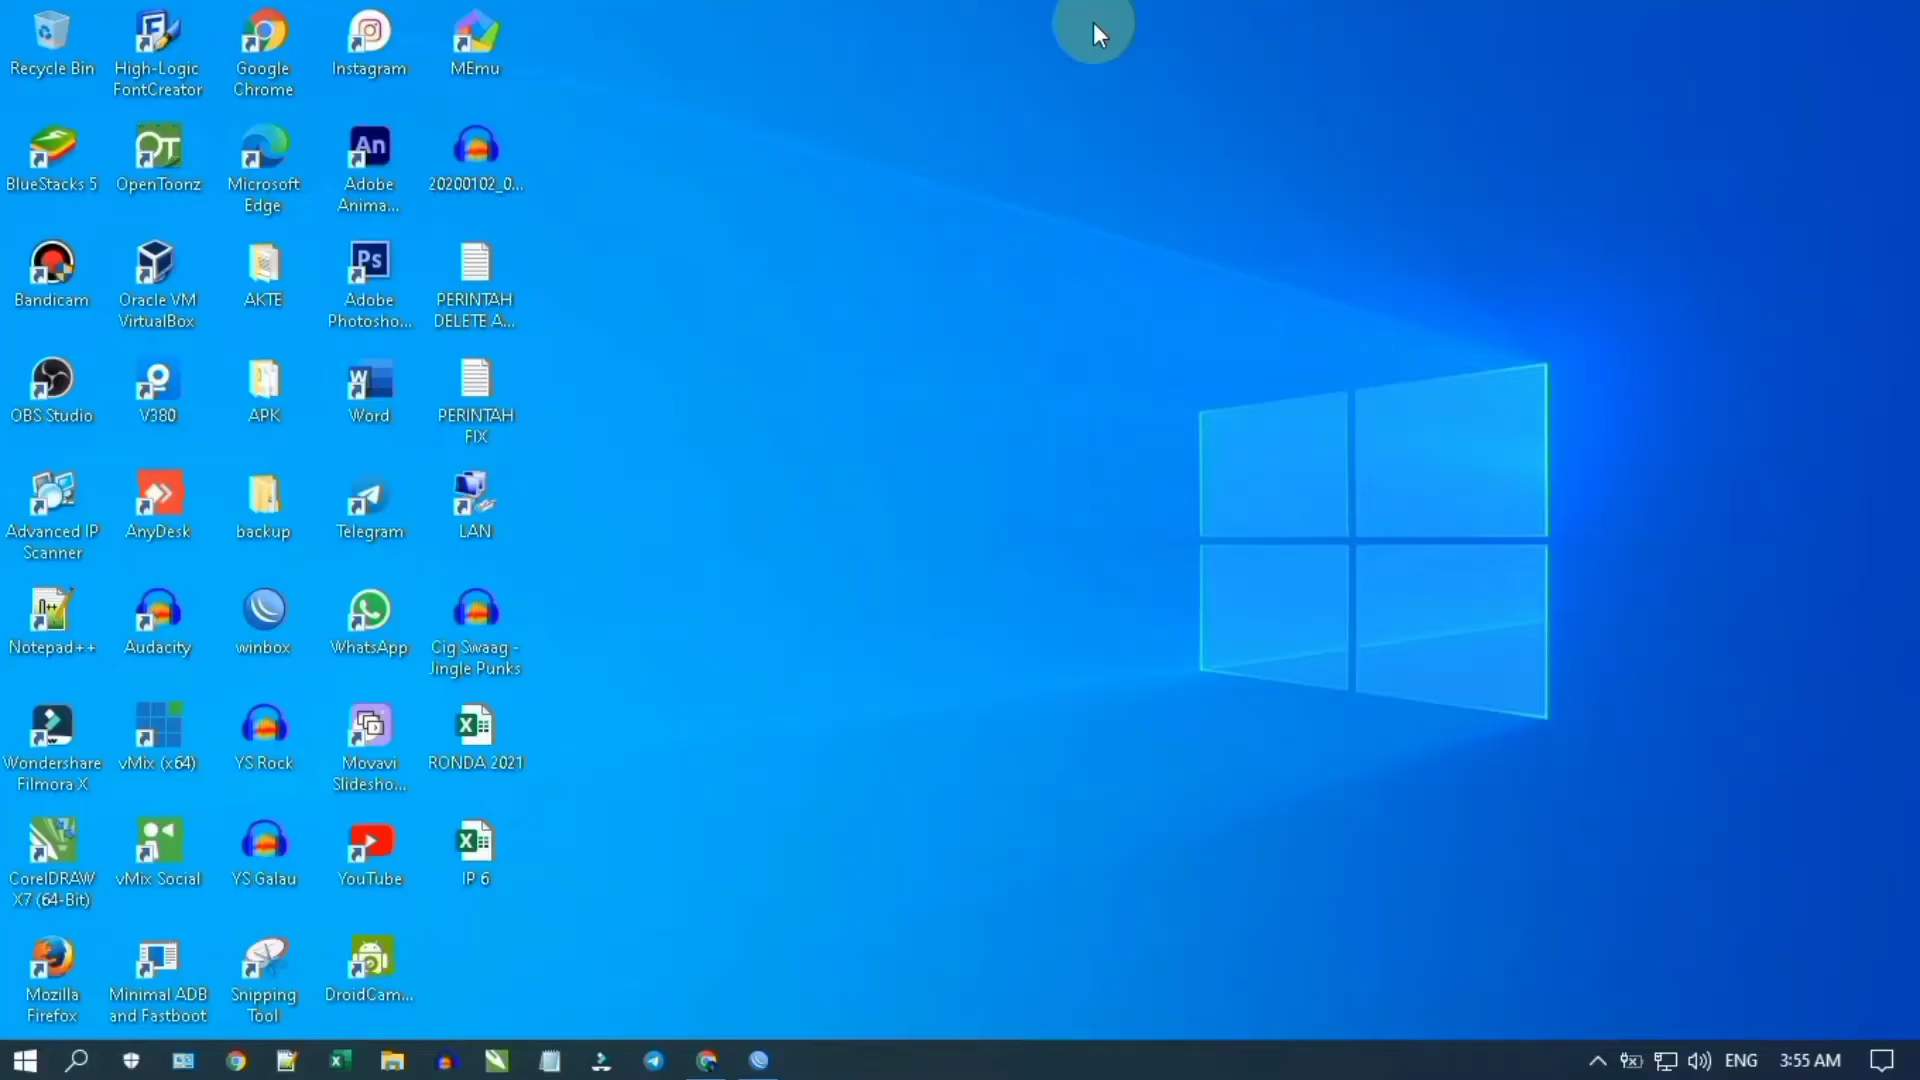 Recycle Bin
High-Logic
FontCreator
Google
Chrome
Instagram
MEmu
BlueStacks 5
OpenToonz
Microsoft
Edge
An
Adobe
Anima...
20200102_0...
Bandicam
Oracle VM
VirtualBox
AKTE
Ps
Adobe
Photosho...
PERINTAH
DELETE A...
OBS Studio
V380
APK
W
Word
PERINTAH
FIX
Advanced IP
Scanner
AnyDesk
backup
Telegram
LAN
Notepad++
Audacity
winbox
WhatsApp
Cig Swaag -
Jingle Punks
Wondershare
Filmora X
vMix (x64)
YS Rock
Movavi
Slidesho...
X
RONDA 2021
CorelDRAW
X7 (64-Bit)
vMix Social
YS Galau
YouTube
X
IP 6
Mozilla
Firefox
Minimal ADB
and Fastboot
Snipping
Tool
DroidCam...
ENG
3:55 AM